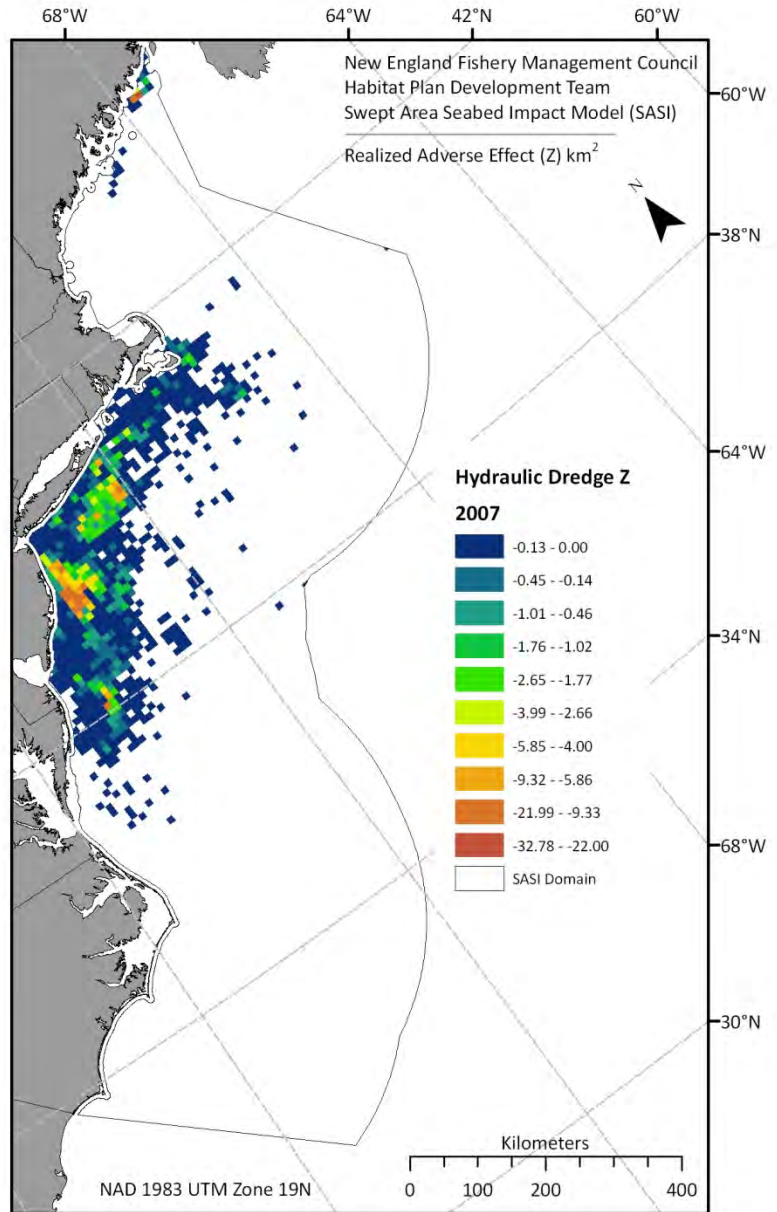 68°W
64°W
42°N
60°W
New England Fishery Management Council
Habitat Plan Development Team
Swept Area Seabed Impact Model (SASI)
Realized Adverse Effect (Z) km²
N
60°W
38°N
64°W
Hydraulic Dredge Z
2007
-0.13 - 0.00
-0.45 - -0.14
-1.01 - -0.46
-1.76 - -1.02
-2.65 - -1.77
-3.99 - -2.66
-5.85 - -4.00
-9.32 - -5.86
-21.99 - -9.33
-32.78 - -22.00
SASI Domain
34°N
68°W
30°N
Kilometers
0 100 200 400
NAD 1983 UTM Zone 19N